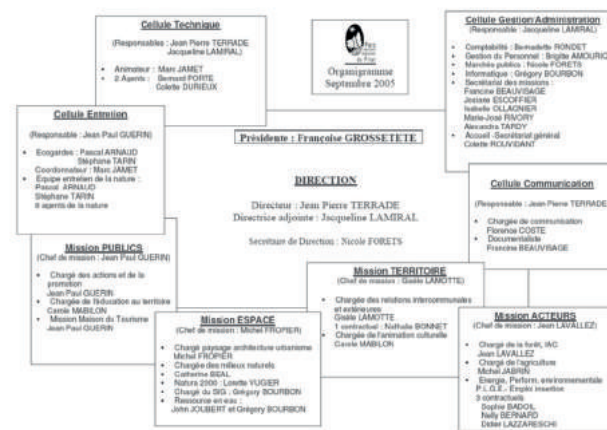 Cellule Technique
(Responsables : Jean Pierre TERRADE
Jacqueline LAMIRAL)
• Animateur : Marc JAMET
• 2 Agents : Bernard FORTE
Colette DURIEUX
Organigramme
Septembre 2005
Cellule Gestion Administration
(Responsable : Jacqueline LAMIRAL)
• Comptabilité : Bernadette RONDET
• Gestion du Personnel : Brigitte AMOURIC
• Marchés publics : Nicole FORETS
• Informatique : Grégory BOURBON
• Secrétariat des missions :
Francine BEAUVISAGE
Josiane ESCOFFIER
Isabelle OLLAGNIER
Marie-José RIVORY
Alexandra TARDY
• Accueil -Secrétariat général
Colette ROUVIDANT
Cellule Entretien
(Responsable : Jean Paul GUERIN)
• Ecogardes : Pascal ARNAUD
Stéphane TARIN
Coordonnateur : Marc JAMET
• Équipe entretien de la nature :
Pascal ARNAUD
Stéphane TARIN
8 agents de la nature
Présidente : Françoise GROSSETETE
DIRECTION
Directeur : Jean Pierre TERRADE
Directrice adjointe : Jacqueline LAMIRAL
Secrétaire de Direction : Nicole FORETS
Cellule Communication
(Responsable : Jean Pierre TERRADE)
• Chargée de communication
Florence COSTE
• Documentaliste
Francine BEAUVISAGE
Mission PUBLICS
(Chef de mission : Jean Paul GUERIN)
• Chargé des actions et de la
promotion
Jean Paul GUERIN
• Chargée de l'éducation au territoire
Carole MABILON
• Mission Maison du Tourisme
Jean Paul GUERIN
Mission ESPACE
(Chef de mission : Michel FROPIER)
• Chargé paysage architecture urbanisme
Michel FROPIER
• Chargée des milieux naturels
Catherine BEAL
• Natura 2000 : Lorette VUGIER
• Chargé du SIG : Grégory BOURBON
• Ressource en eau :
John JOUBERT et Grégory BOURBON
Mission TERRITOIRE
(Chef de mission : Gisèle LAMOTTE)
• Chargée des relations intercommunales
et extérieures
Gisèle LAMOTTE
1 contractuel : Nathalie BONNET
• Chargée de l'animation culturelle
Carole MABILON
Mission ACTEURS
(Chef de mission : Jean LAVALLEZ)
• Chargé de la forêt, IAC
Jean LAVALLEZ
• Chargé de l'agriculture
Michel JABRIN
• Energie, Perform. environnementale
P.L.G.E.- Emploi insertion
3 contractuels
Sophie BADOIL
Nelly BERNARD
Didier LAZZARESCHI